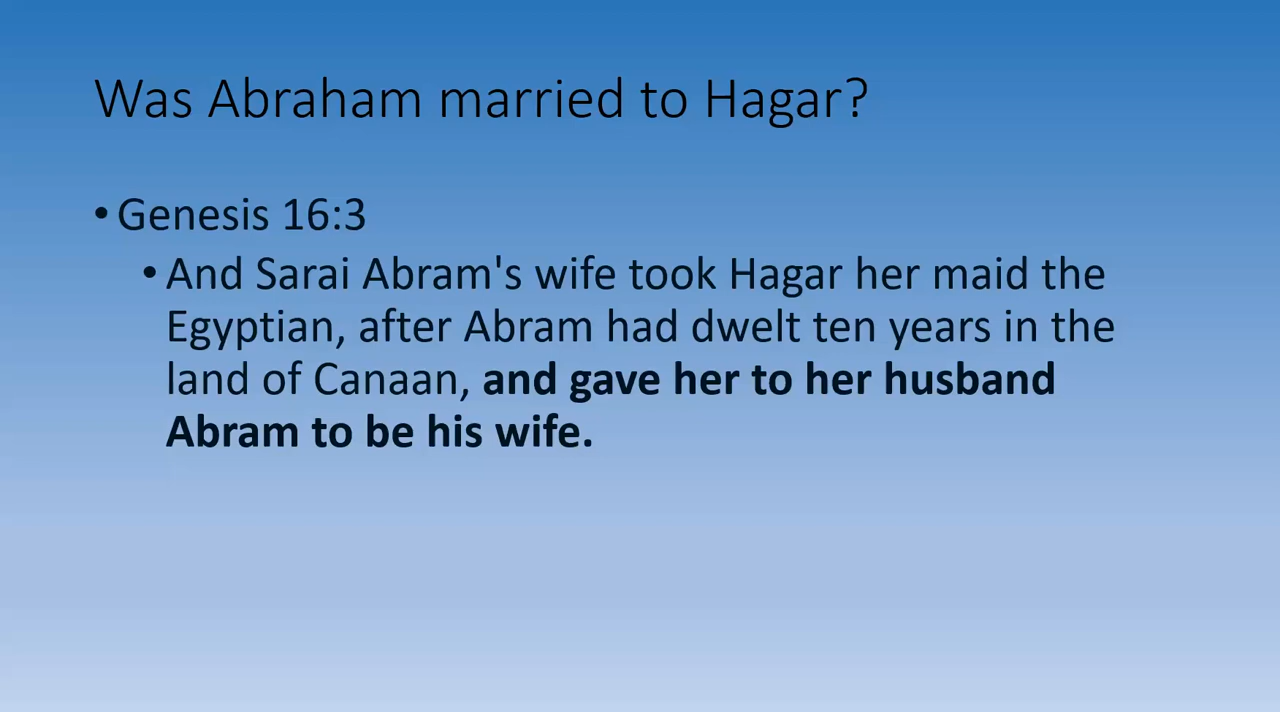 Was Abraham married to Hagar?
• Genesis 16:3
• And Sarai Abram's wife took Hagar her maid the
Egyptian, after Abram had dwelt ten years in the
land of Canaan, and gave her to her husband
Abram to be his wife.